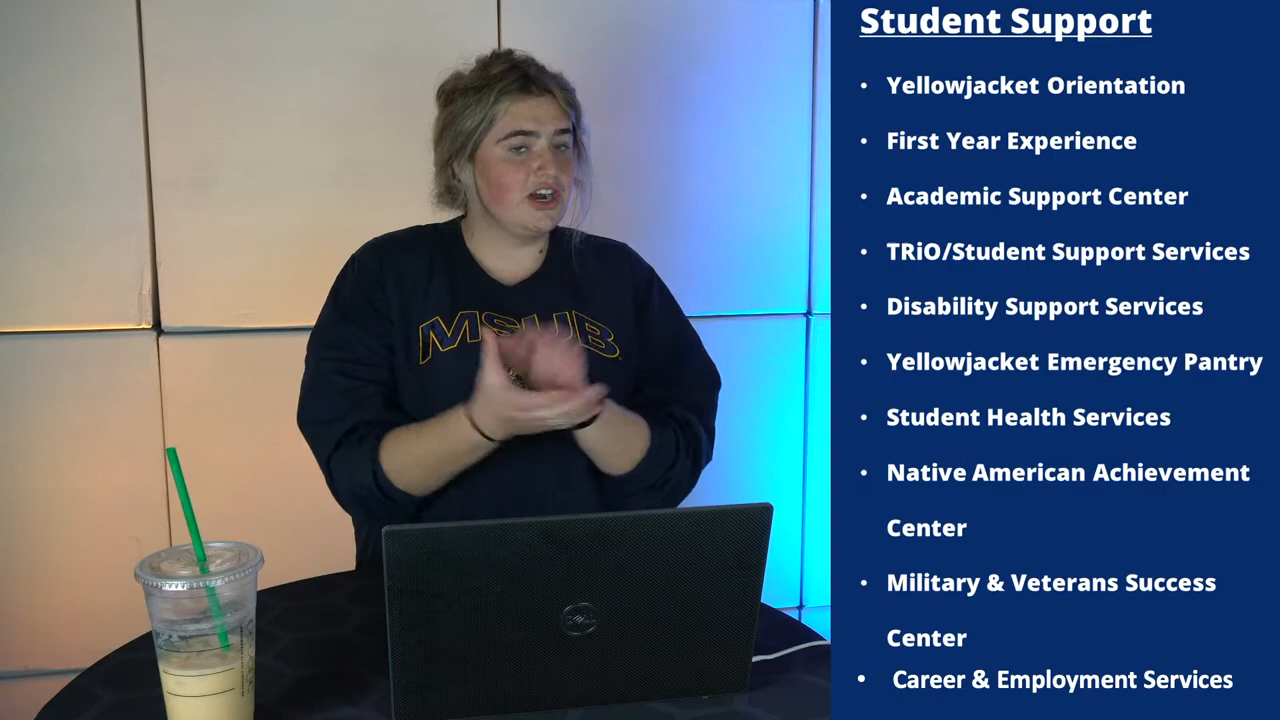 Student Support
• Yellowjacket Orientation
• First Year Experience
• Academic Support Center
• TRiO/Student Support Services
• Disability Support Services
• Yellowjacket Emergency Pantry
• Student Health Services
• Native American Achievement
Center
• Military & Veterans Success
Center
• Career & Employment Services
MSUB
DELL